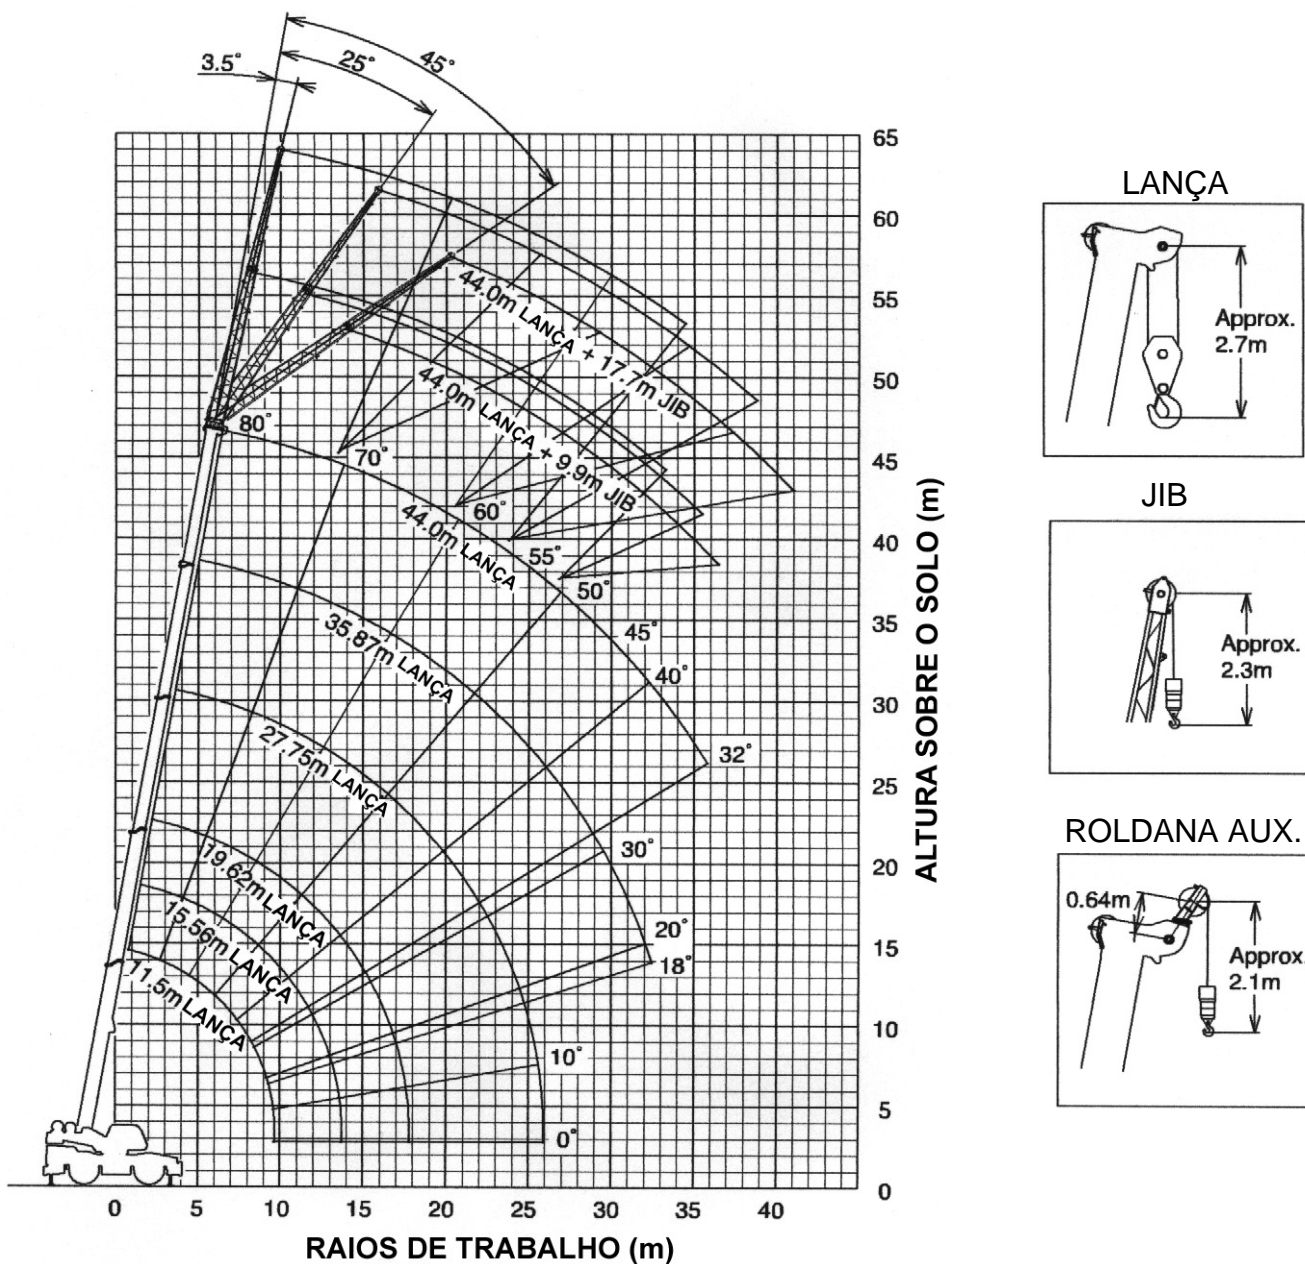 3.5°
25°
45°
65
60
55
50
45
40
35
30
25
20
15
10
5
0
ALTURA SOBRE O SOLO (m)
44.0m LANÇA + 17.7m JIB
44.0m LANÇA + 9.9m JIB
44.0m LANÇA
35.87m LANÇA
27.75m LANÇA
19.62m LANÇA
15.56m LANÇA
11.5m LANÇA
80°
70°
60°
55°
50°
45°
40°
32°
30°
20°
18°
10°
0°
0 5 10 15 20 25 30 35 40
RAIOS DE TRABALHO (m)
LANÇA
Approx.
2.7m
JIB
Approx.
2.3m
ROLDANA AUX.
0.64m
Approx.
2.1m